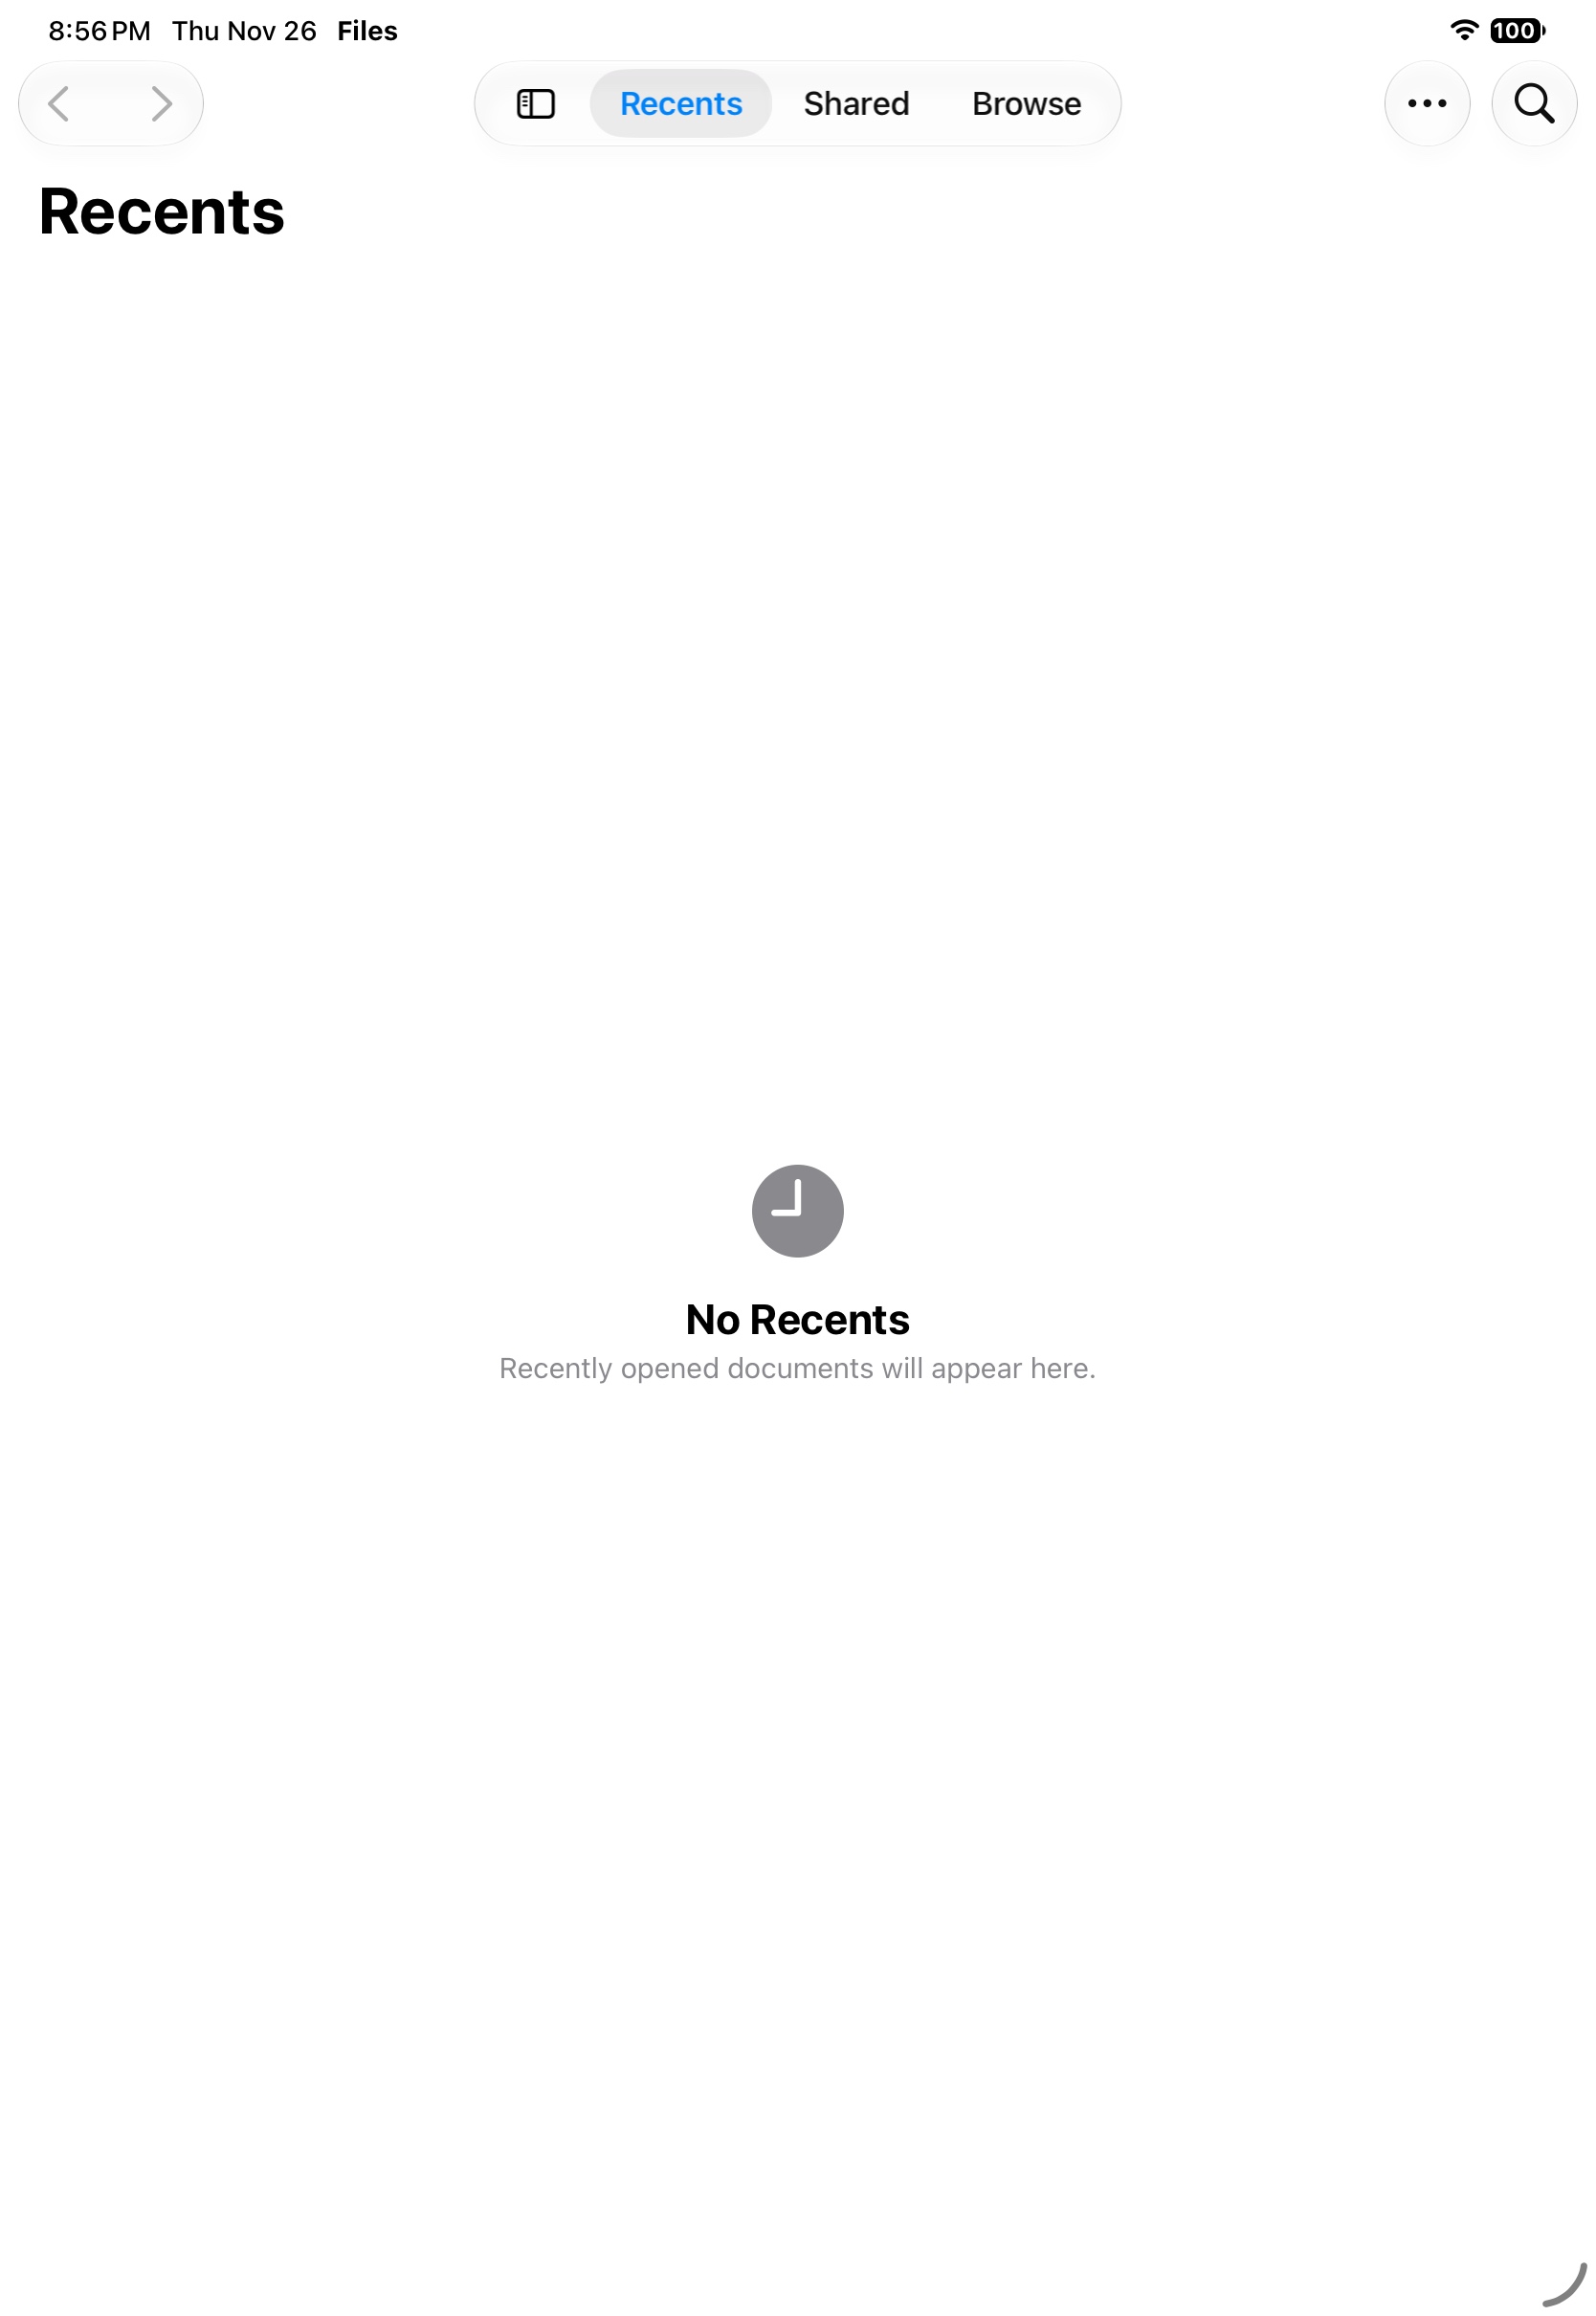 8:56 PM Thu Nov 26 Files 100
Recents Shared Browse
Recents
No Recents
Recently opened documents will appear here.